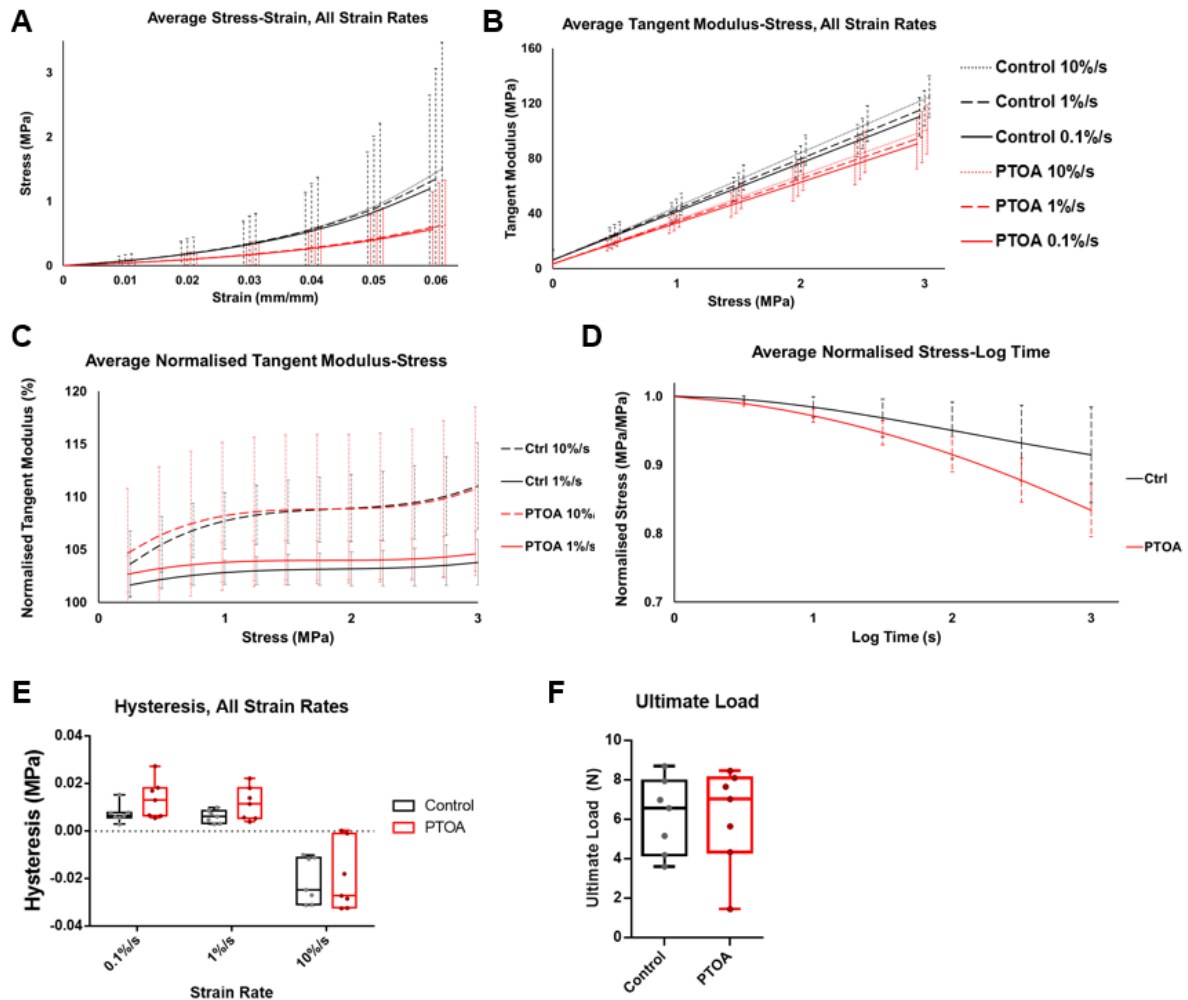 A
Average Stress-Strain, All Strain Rates
Stress (MPa)
3
2
1
0
0 0.01 0.02 0.03 0.04 0.05 0.06
Strain (mm/mm)
B
Average Tangent Modulus-Stress, All Strain Rates
Tangent Modulus (MPa)
160
120
80
40
0
0 1 2 3
Stress (MPa)
Control 10%/s
Control 1%/s
Control 0.1%/s
PTOA 10%/s
PTOA 1%/s
PTOA 0.1%/s
C
Average Normalised Tangent Modulus-Stress
Normalised Tangent Modulus (%)
120
115
110
105
100
0 1 2 3
Stress (MPa)
Ctrl 10%/s
Ctrl 1%/s
PTOA 10%/
PTOA 1%/s
D
Average Normalised Stress-Log Time
Normalised Stress (MPa/MPa)
1.0
0.9
0.8
0.7
0 1 2 3
Log Time (s)
Ctrl
PTOA
E
Hysteresis, All Strain Rates
Hysteresis (MPa)
0.04
0.02
0.00
-0.02
-0.04
0.1%/s 1%/s 10%/s
Strain Rate
Control
PTOA
F
Ultimate Load
Ultimate Load (N)
10
8
6
4
2
0
Control PTOA